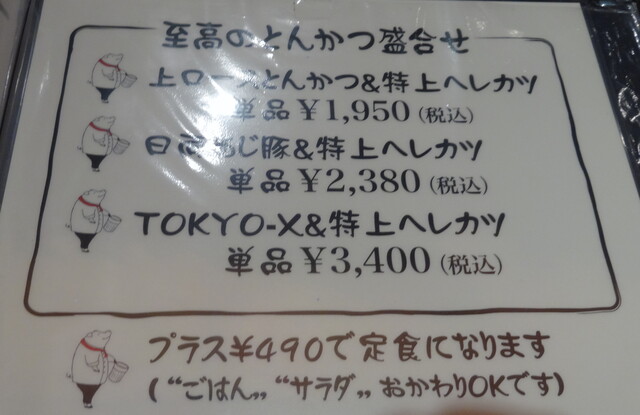 至高のとんかつ盛合せ
上ロースとんかつ&特上ヘレカツ
単品¥1,950(税込)
あじ豚&特上ヘレカツ
単品¥2,380(税込)
TOKYO-X&特上ヘレカツ
単品¥3,400(税込)
プラス¥490で定食になります
(“ごはん„ “サラダ„ おかわりOKです)